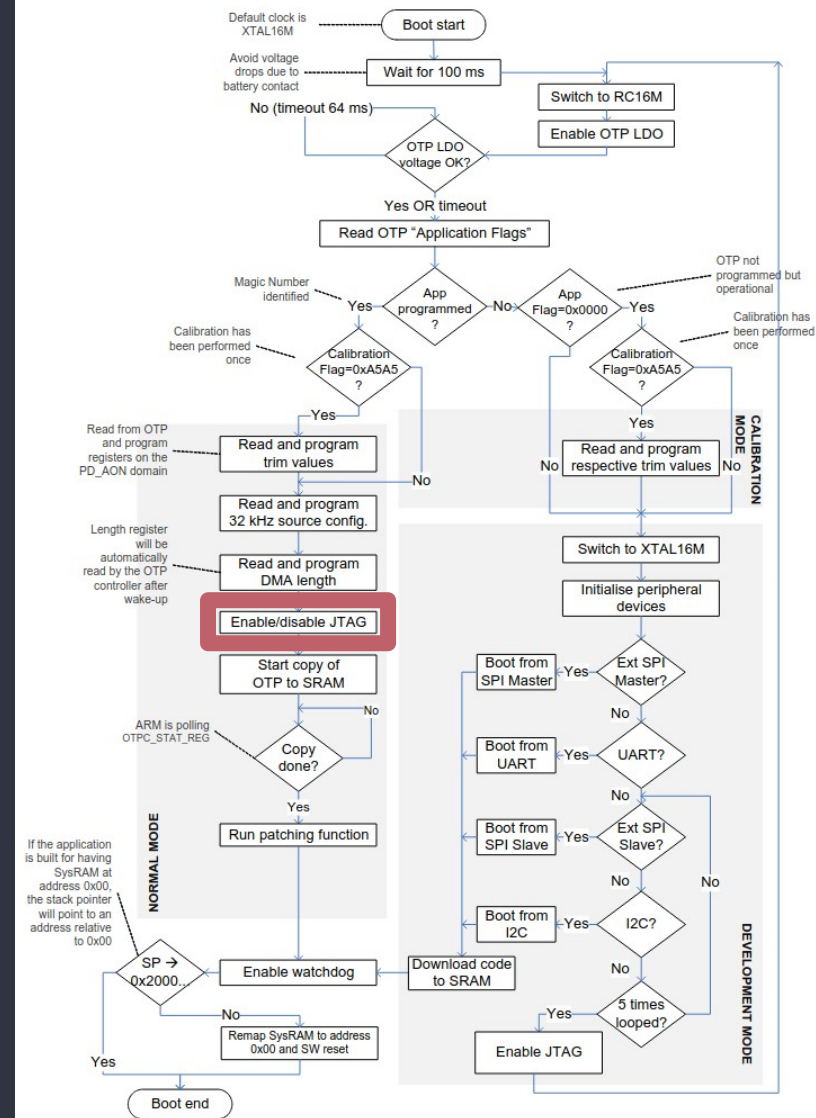 Default clock is
XTAL16M
Boot start
Avoid voltage
drops due to
battery contact
Wait for 100 ms
Switch to RC16M
Enable OTP LDO
No (timeout 64 ms)
OTP LDO
voltage OK?
Yes OR timeout
Read OTP “Application Flags”
Magic Number
identified
Yes
App
programmed
?
No
App
Flag=0x0000
?
Yes
OTP not
programmed but
operational
Calibration has
been performed
once
Calibration
Flag=0xA5A5
?
Calibration
Flag=0xA5A5
?
Calibration has
been performed
once
Yes
No
Yes
No
No
CALIBRATION
MODE
Read from OTP
and program
registers on the
PD_AON domain
Read and program
trim values
Read and program
respective trim values
Read and program
32 kHz source config.
Length register
will be
automatically
read by the OTP
controller after
wake-up
Read and program
DMA length
Enable/disable JTAG
Start copy of
OTP to SRAM
No
ARM is polling
OTPC_STAT_REG
Copy
done?
Yes
Run patching function
NORMAL MODE
Switch to XTAL16M
Initialise peripheral
devices
Boot from
SPI Master
Yes
Ext SPI
Master?
No
Boot from
UART
Yes
UART?
No
Boot from
SPI Slave
Yes
Ext SPI
Slave?
No
No
Boot from
I2C
Yes
I2C?
No
5 times
looped?
Yes
Enable JTAG
DEVELOPMENT MODE
If the application
is built for having
SysRAM at
address 0x00,
the stack pointer
will point to an
address relative
to 0x00
SP →
0x2000...
Enable watchdog
Download code
to SRAM
No
Remap SysRAM to address
0x00 and SW reset
Yes
Boot end